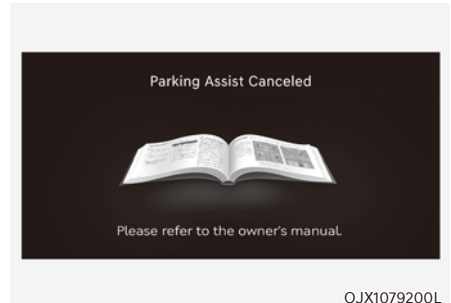 Parking Assist Canceled
Please refer to the owner's manual.
OJX1079200L